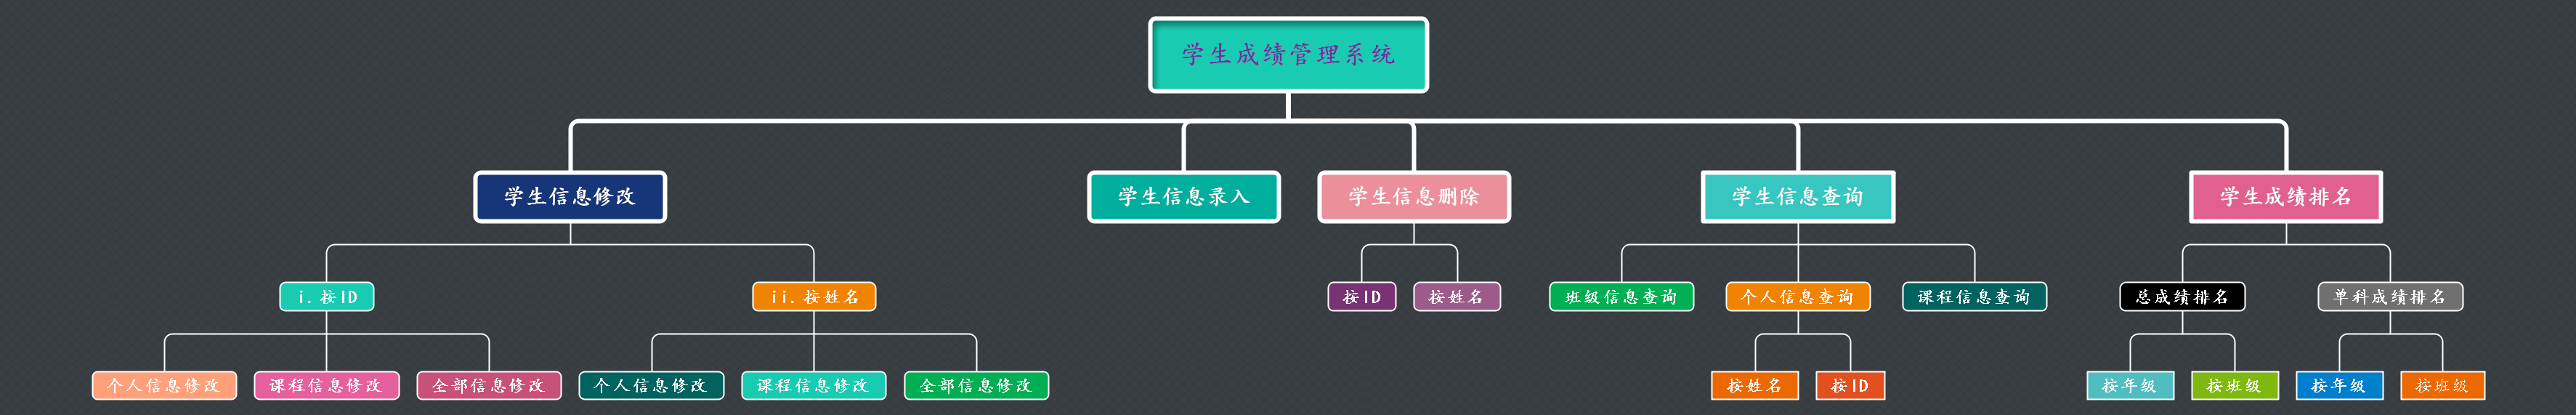 学生成绩管理系统
学生信息修改
学生信息录入
学生信息删除
学生信息查询
学生成绩排名
i. 按ID
ii. 按姓名
按ID
按姓名
班级信息查询
个人信息查询
课程信息查询
总成绩排名
单科成绩排名
个人信息修改
课程信息修改
全部信息修改
个人信息修改
课程信息修改
全部信息修改
按姓名
按ID
按年级
按班级
按年级
按班级